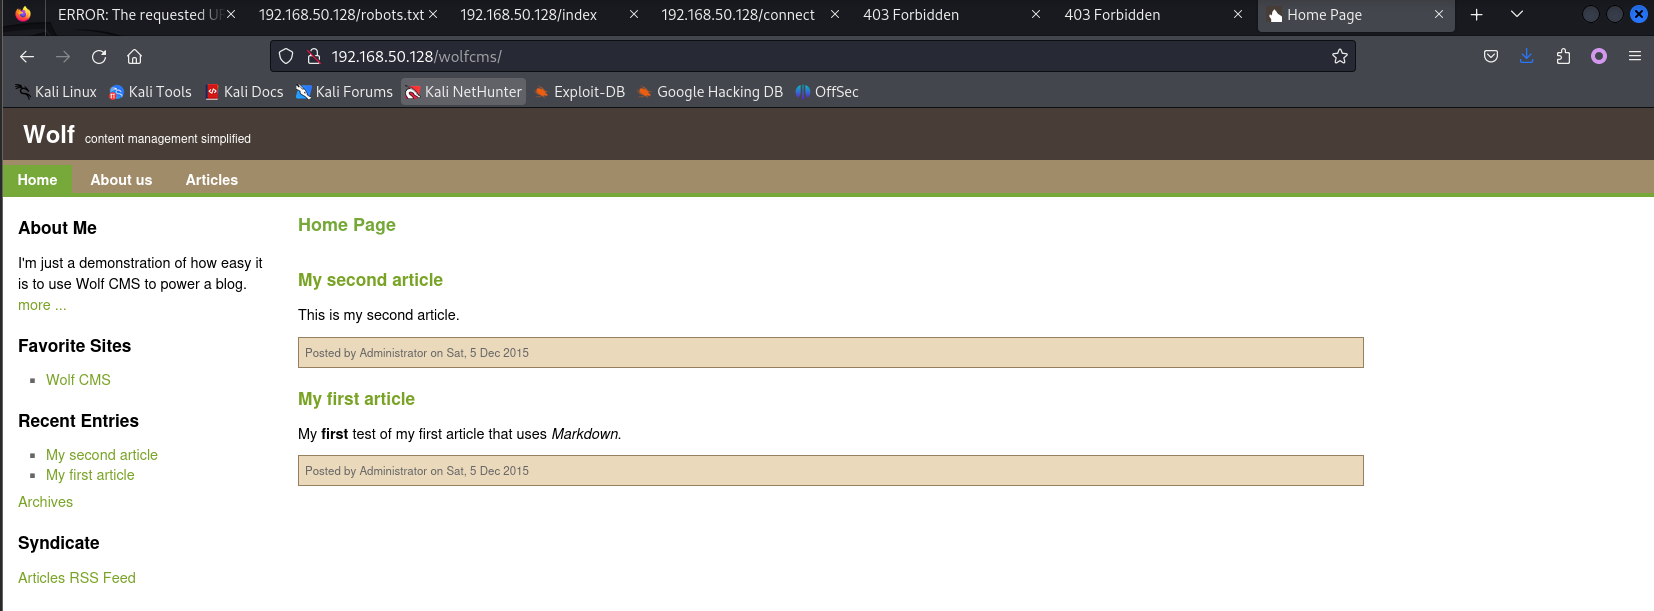 ERROR: The requested UR
192.168.50.128/robots.txt
192.168.50.128/index
192.168.50.128/connect
403 Forbidden
403 Forbidden
Home Page
192.168.50.128/wolfcms/
Kali Linux
Kali Tools
Kali Docs
Kali Forums
Kali NetHunter
Exploit-DB
Google Hacking DB
OffSec
Wolf content management simplified
Home
About us
Articles
About Me
I'm just a demonstration of how easy it
is to use Wolf CMS to power a blog.
more ...
Favorite Sites
Wolf CMS
Recent Entries
My second article
My first article
Archives
Syndicate
Articles RSS Feed
Home Page
My second article
This is my second article.
Posted by Administrator on Sat, 5 Dec 2015
My first article
My first test of my first article that uses Markdown.
Posted by Administrator on Sat, 5 Dec 2015